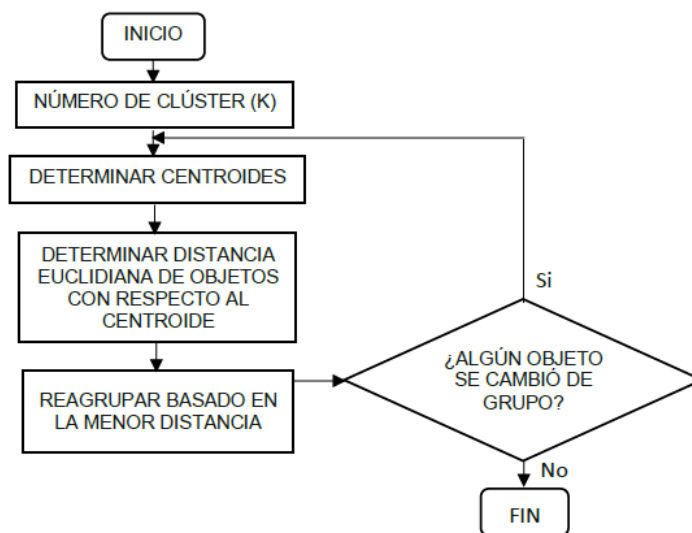 INICIO
NÚMERO DE CLÚSTER (K)
DETERMINAR CENTROIDES
DETERMINAR DISTANCIA
EUCLIDIANA DE OBJETOS
CON RESPECTO AL
CENTROIDE
REAGRUPAR BASADO EN
LA MENOR DISTANCIA
Si
¿ALGÚN OBJETO
SE CAMBIÓ DE
GRUPO?
No
FIN